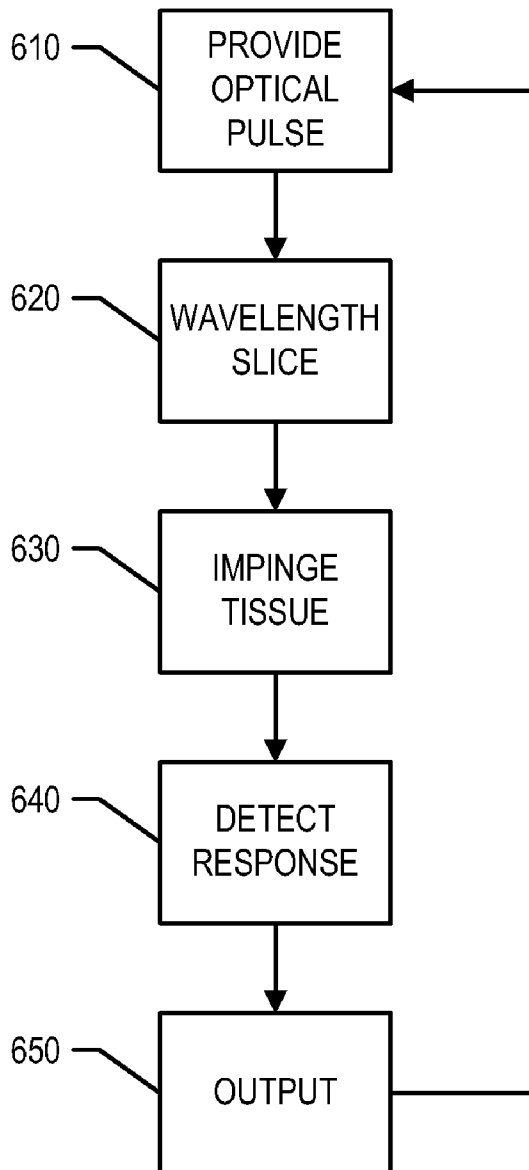 610
PROVIDE
OPTICAL
PULSE
620
WAVELENGTH
SLICE
630
IMPINGE
TISSUE
640
DETECT
RESPONSE
650
OUTPUT